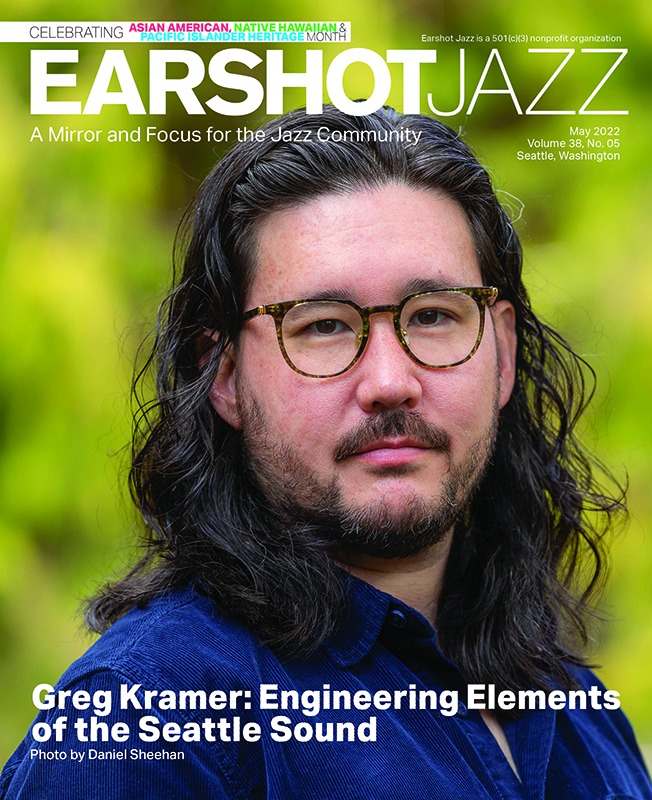 CELEBRATING ASIAN AMERICAN, NATIVE HAWAIIAN &
PACIFIC ISLANDER HERITAGE MONTH
Earshot Jazz is a 501(c)(3) nonprofit organization
EARSHOTJAZZ
A Mirror and Focus for the Jazz Community
May 2022
Volume 38, No. 05
Seattle, Washington
Greg Kramer: Engineering Elements
of the Seattle Sound
Photo by Daniel Sheehan